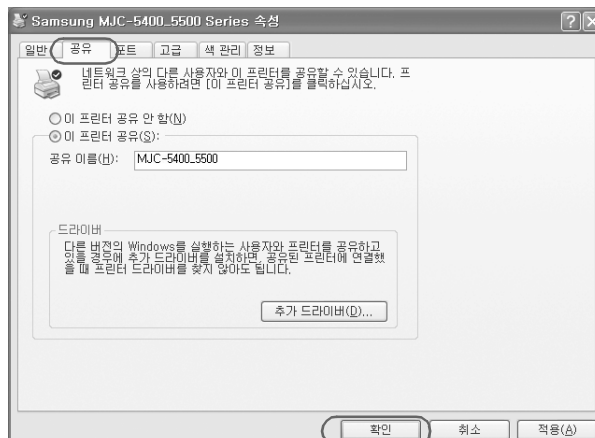 Samsung MJC-5400_5500 Series 속성
일반 공유 포트 고급 색 관리 정보
네트워크 상의 다른 사용자와 이 프린터를 공유할 수 있습니다. 프
린터 공유를 사용하려면 [이 프린터 공유]를 클릭하십시오.
이 프린터 공유 안 함(N)
이 프린터 공유(S):
공유 이름(H): MJC-5400_5500
드라이버
다른 버전의 Windows를 실행하는 사용자와 프린터를 공유하고
있을 경우에 추가 드라이버를 설치하면, 공유된 프린터에 연결했
을 때 프린터 드라이버를 찾지 않아도 됩니다.
추가 드라이버(D)...
확인 취소 적용(A)